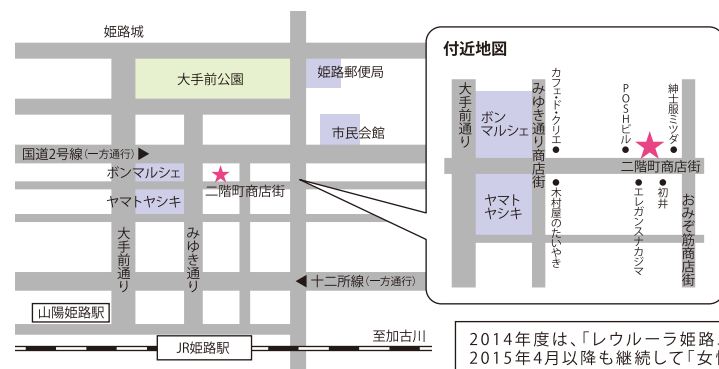 姫路城
大手前公園
姫路郵便局
市民会館
国道2号線(一方通行)
ボンマルシェ
二階町商店街
ヤマトヤシキ
大手前通り
みゆき通り
十二所線(一方通行)
山陽姫路駅
至加古川
JR姫路駅
付近地図
大手前通り
ボン
マルシェ
ヤマト
ヤシキ
みゆき通り商店街
カフェ・ド・クリエ
木村屋のたいやき
POSHビル
紳士服ミツダ
二階町商店街
エレガンスナカジマ
初井
おみぞ筋商店街
2014年度は、「レウルーラ姫路
2015年4月以降も継続して「女